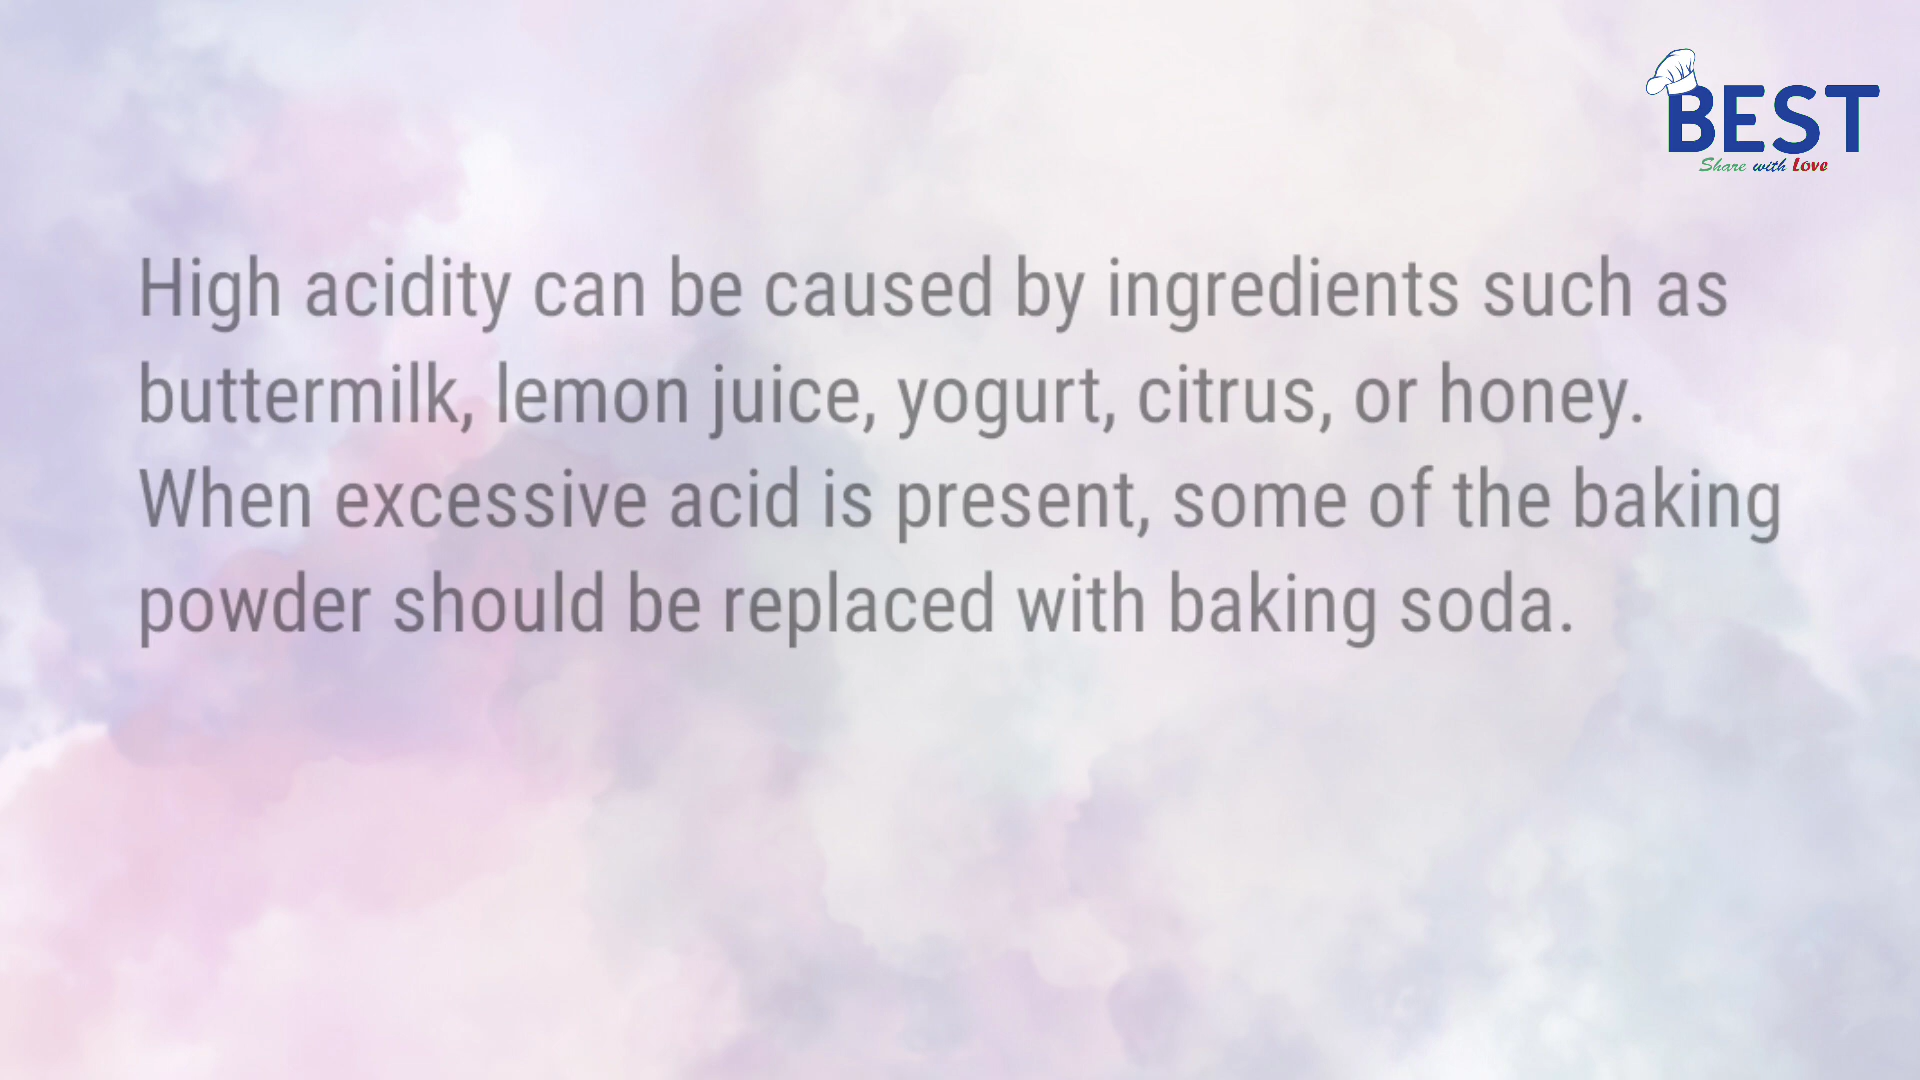 BEST
Share with Love
High acidity can be caused by ingredients such as
buttermilk, lemon juice, yogurt, citrus, or honey.
When excessive acid is present, some of the baking
powder should be replaced with baking soda.